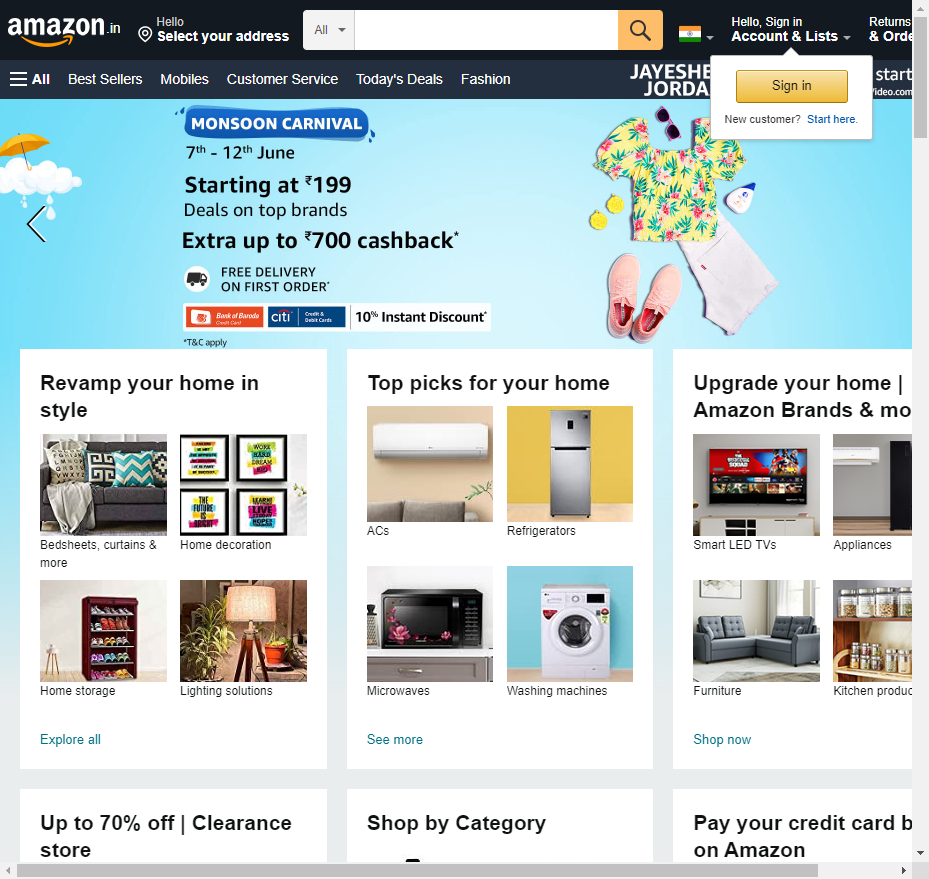 amazon.in
Hello
Select your address
All
Hello, Sign in
Account & Lists
Returns
& Orde
All
Best Sellers
Mobiles
Customer Service
Today's Deals
Fashion
JAYESHE
JORDA
start
Video.com
Sign in
New customer? Start here.
MONSOON CARNIVAL
7th - 12th June
Starting at ₹199
Deals on top brands
Extra up to ₹700 cashback*
FREE DELIVERY
ON FIRST ORDER*
Bank of Baroda
Credit Card
citi
Credit &
Debit Cards
10% Instant Discount*
*T&C apply
Revamp your home in
style
Bedsheets, curtains &
more
Home decoration
Home storage
Lighting solutions
Explore all
Top picks for your home
ACs
Refrigerators
Microwaves
Washing machines
See more
Upgrade your home |
Amazon Brands & mo
Smart LED TVs
Appliances
Furniture
Kitchen produc
Shop now
Up to 70% off | Clearance
store
Shop by Category
Pay your credit card b
on Amazon